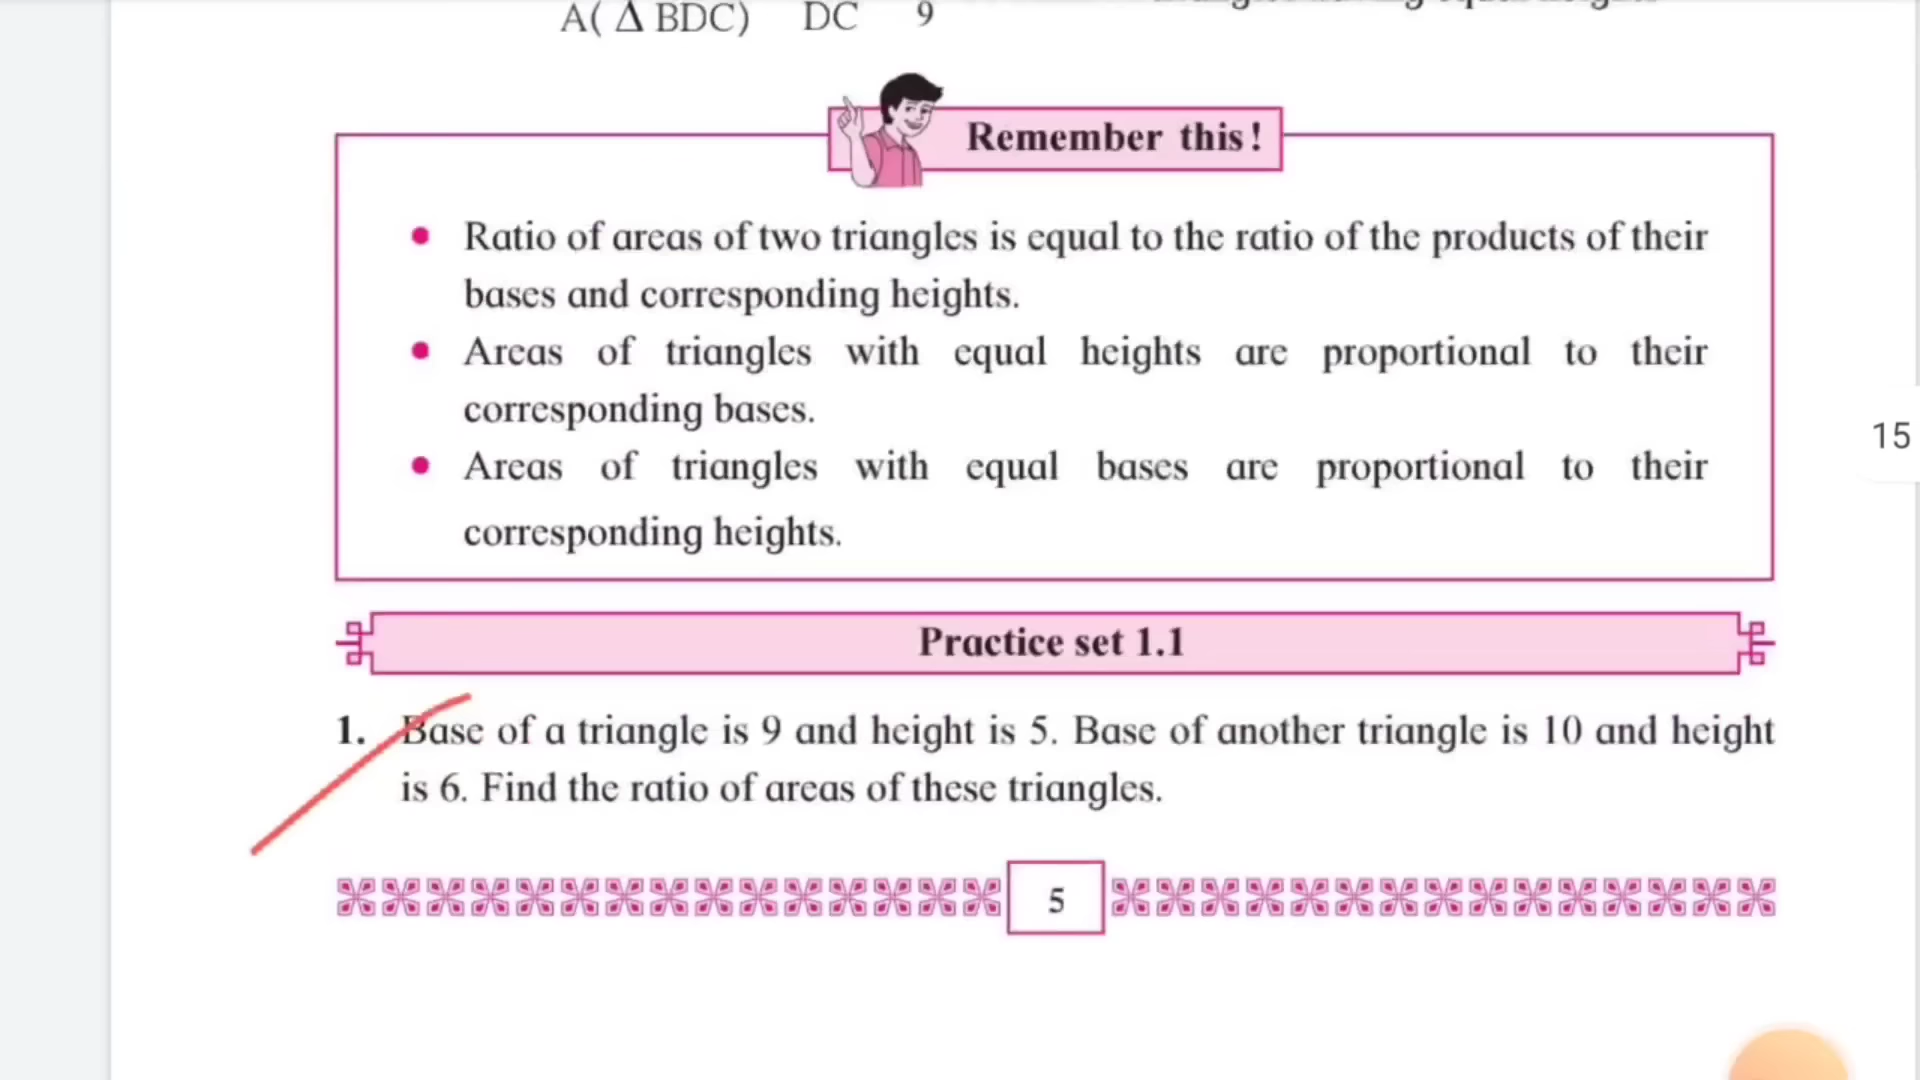 A( Δ BDC) DC 9
Remember this!
• Ratio of areas of two triangles is equal to the ratio of the products of their
bases and corresponding heights.
• Areas of triangles with equal heights are proportional to their
corresponding bases.
• Areas of triangles with equal bases are proportional to their
corresponding heights.
15
Practice set 1.1
1. Base of a triangle is 9 and height is 5. Base of another triangle is 10 and height
is 6. Find the ratio of areas of these triangles.
5